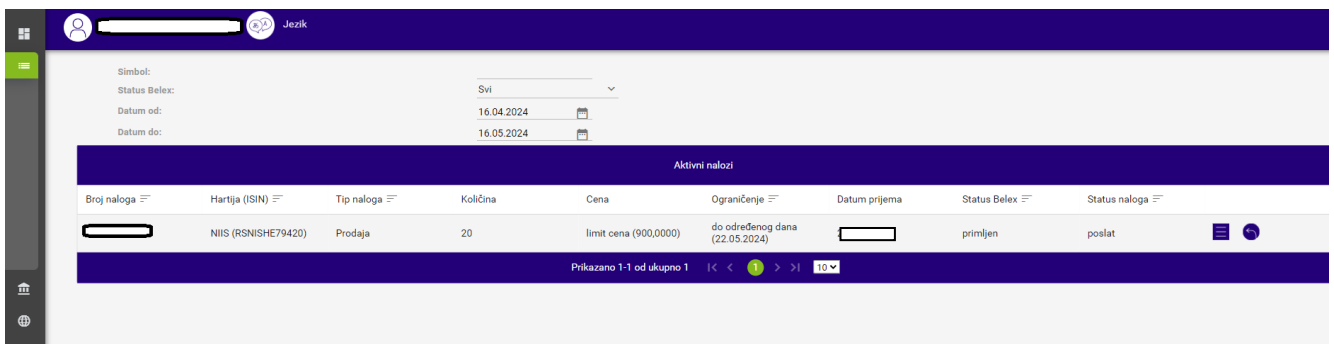 Jezik
Simbol:
Status Belex: Svi
Datum od: 16.04.2024
Datum do: 16.05.2024
Aktivni nalozi
Broj naloga Hartija (ISIN) Tip naloga Količina Cena Ograničenje Datum prijema Status Belex Status naloga
NIIS (RSNISHE79420) Prodaja 20 limit cena (900,0000) do određenog dana (22.05.2024) primljen poslat
Prikazano 1-1 od ukupno 1 |< < 1 > >| 10